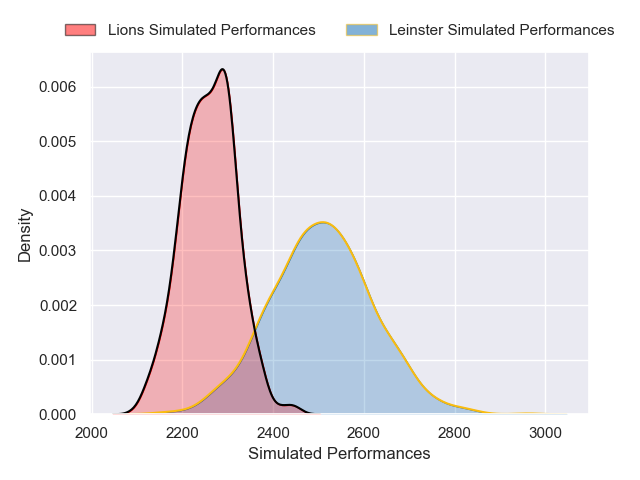 Lions Simulated Performances Leinster Simulated Performances
0.006
0.005
0.004
0.003
0.002
0.001
0.000
Density
2000 2200 2400 2600 2800 3000
Simulated Performances